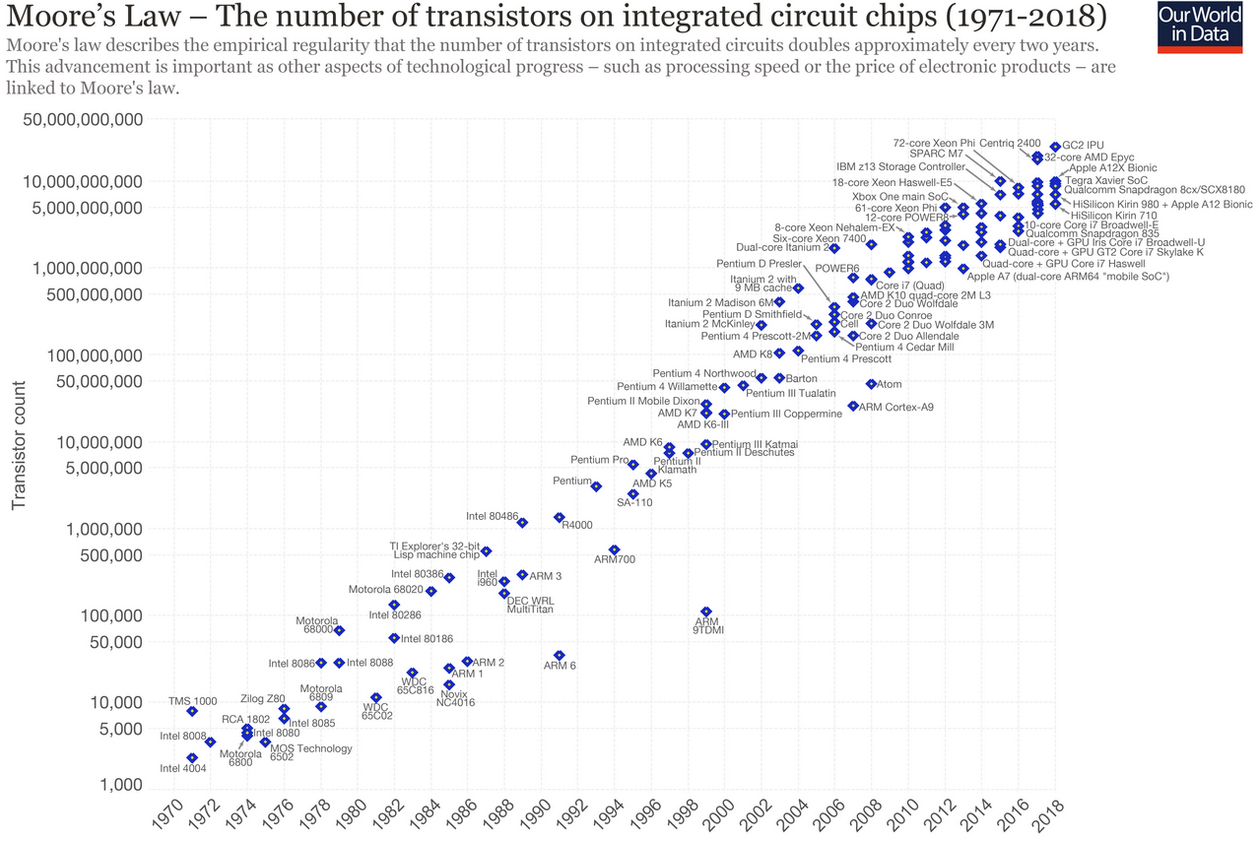 Moore's Law – The number of transistors on integrated circuit chips (1971-2018)
Our World
in Data
Moore's law describes the empirical regularity that the number of transistors on integrated circuits doubles approximately every two years.
This advancement is important as other aspects of technological progress – such as processing speed or the price of electronic products – are
linked to Moore's law.
50,000,000,000
72-core Xeon Phi
Centriq 2400
GC2 IPU
SPARC M7
32-core AMD Epyc
IBM z13 Storage Controller
Apple A12X Bionic
10,000,000,000
Tegra Xavier SoC
18-core Xeon Haswell-E5
Qualcomm Snapdragon 8cx/SCX8180
Xbox One main SoC
5,000,000,000
61-core Xeon Phi
HiSilicon Kirin 980 + Apple A12 Bionic
12-core POWER8
HiSilicon Kirin 710
8-core Xeon Nehalem-EX
10-core Core i7 Broadwell-E
Six-core Xeon 7400
Qualcomm Snapdragon 835
Dual-core Itanium 2
Dual-core + GPU Iris Core i7 Broadwell-U
Quad-core + GPU GT2 Core i7 Skylake K
Pentium D Presler
POWER6
Quad-core + GPU Core i7 Haswell
1,000,000,000
Apple A7 (dual-core ARM64 "mobile SoC")
Itanium 2 with
9 MB cache
Core i7 (Quad)
500,000,000
AMD K10 quad-core 2M L3
Itanium 2 Madison 6M
Core 2 Duo Wolfdale
Pentium D Smithfield
Core 2 Duo Conroe
Itanium 2 McKinley
Cell
Core 2 Duo Wolfdale 3M
Pentium 4 Prescott-2M
Core 2 Duo Allendale
Pentium 4 Cedar Mill
100,000,000
AMD K8
Pentium 4 Prescott
Pentium 4 Northwood
Barton
50,000,000
Pentium 4 Willamette
Atom
Pentium III Tualatin
Pentium II Mobile Dixon
ARM Cortex-A9
AMD K7
Pentium III Coppermine
AMD K6-III
10,000,000
AMD K6
Pentium III Katmai
Pentium II Deschutes
5,000,000
Pentium Pro
Pentium II
Klamath
Pentium
AMD K5
SA-110
1,000,000
Intel 80486
R4000
500,000
TI Explorer's 32-bit
Lisp machine chip
ARM700
Intel 80386
Intel
i960
ARM 3
Motorola 68020
DEC WRL
MultiTitan
100,000
Intel 80286
ARM
9TDMI
Motorola
68000
50,000
Intel 80186
Intel 8086
Intel 8088
ARM 2
ARM 6
ARM 1
WDC
65C816
Novix
NC4016
10,000
TMS 1000
Zilog Z80
Motorola
6809
WDC
65C02
RCA 1802
Intel 8085
5,000
Intel 8008
Intel 8080
Motorola
6800
MOS Technology
6502
Intel 4004
1,000
Transistor count
1970
1972
1974
1976
1978
1980
1982
1984
1986
1988
1990
1992
1994
1996
1998
2000
2002
2004
2006
2008
2010
2012
2014
2016
2018